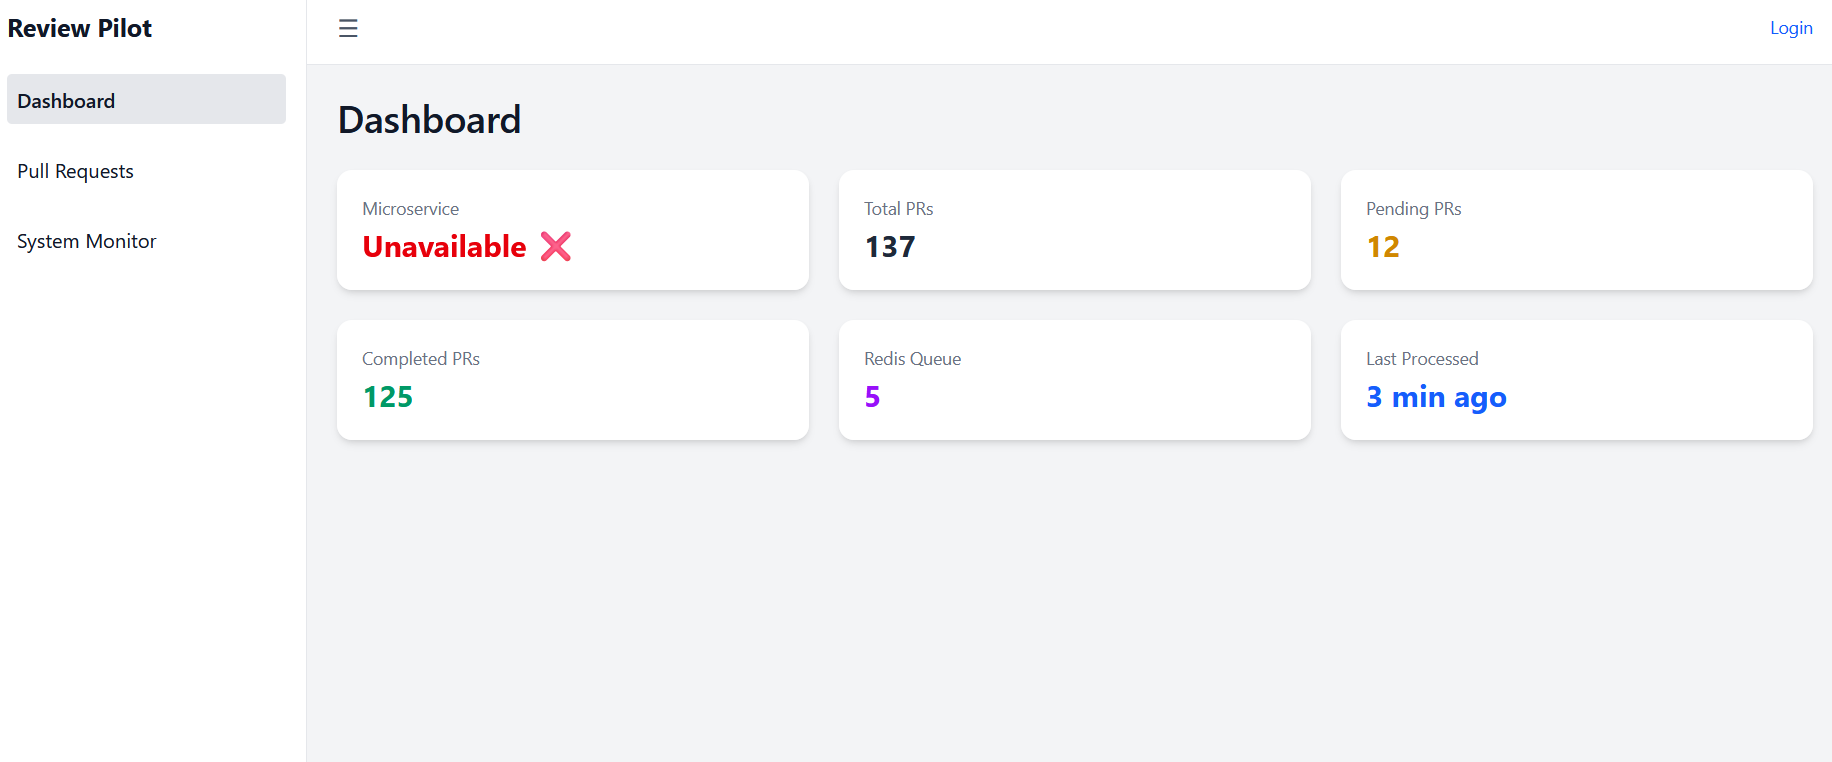 Review Pilot
Login
Dashboard
Pull Requests
System Monitor
Dashboard
Microservice
Unavailable ❌
Total PRs
137
Pending PRs
12
Completed PRs
125
Redis Queue
5
Last Processed
3 min ago